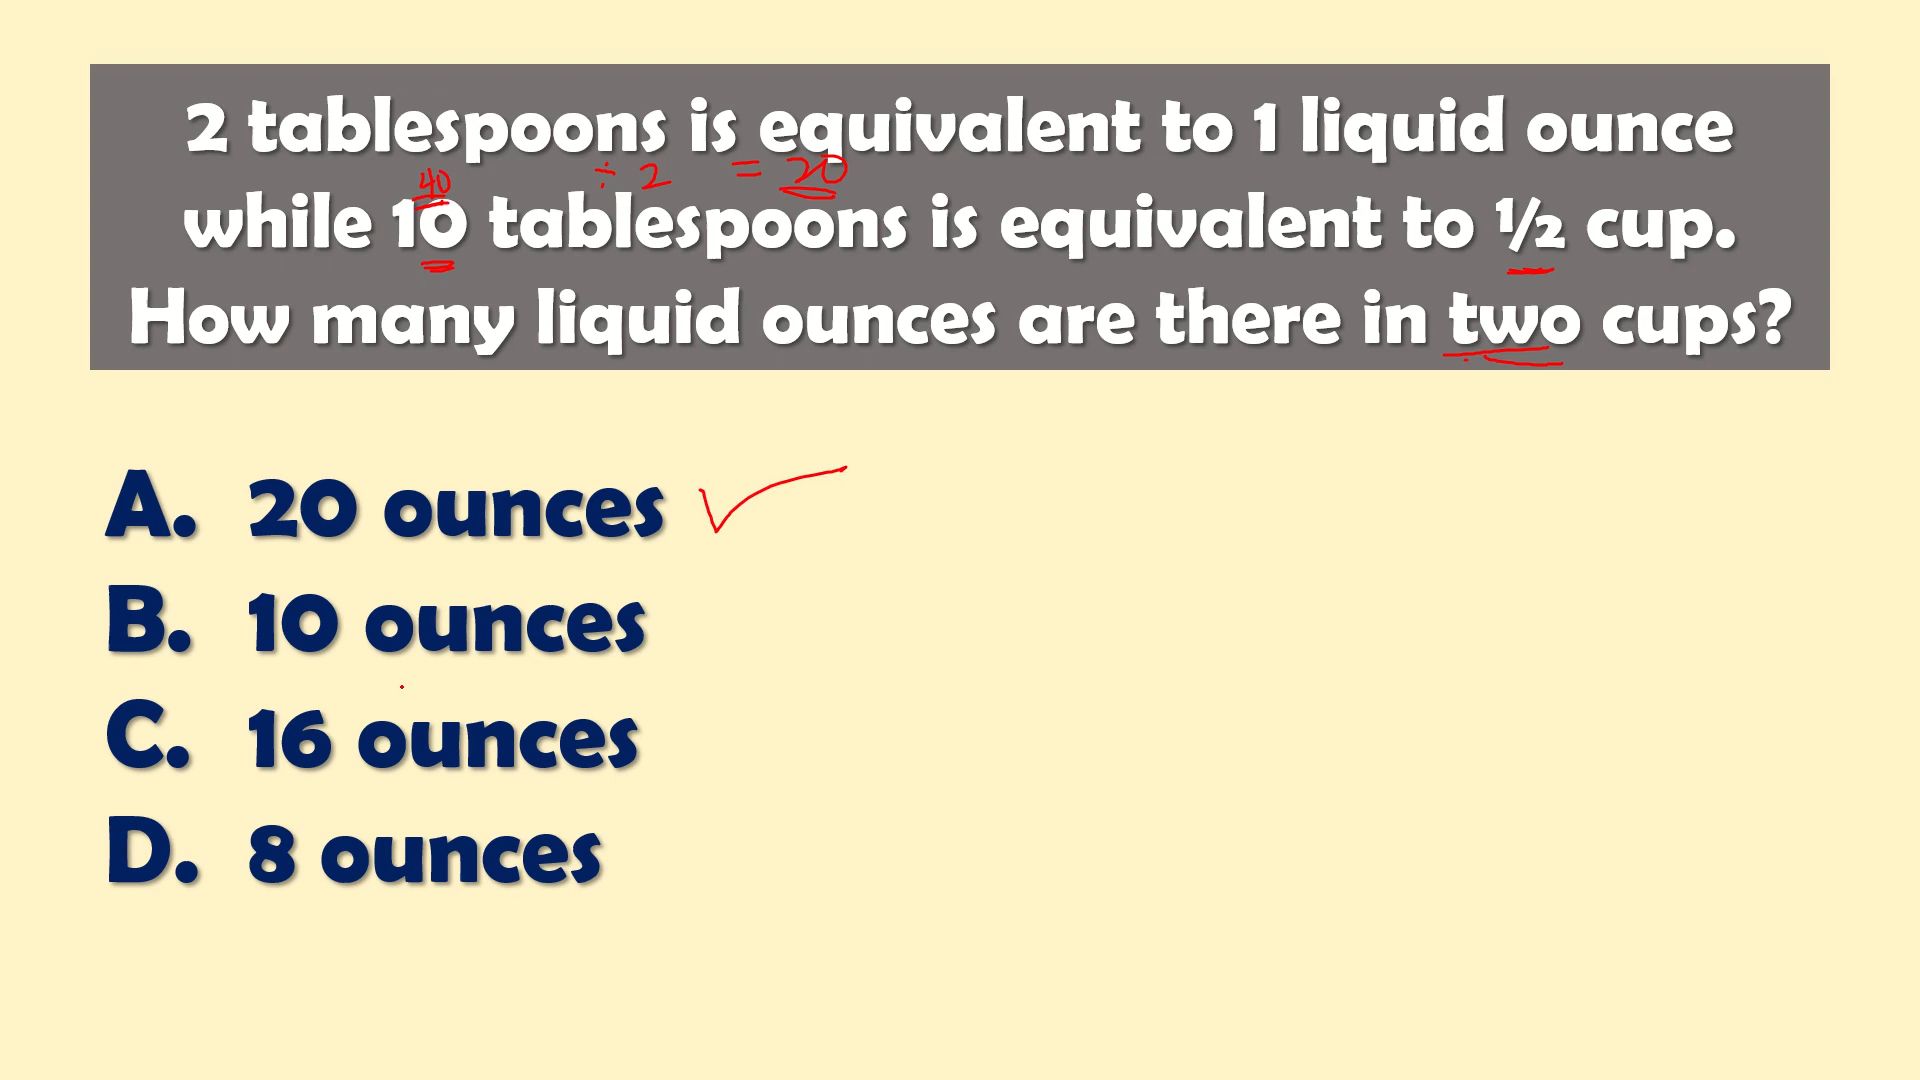 2 tablespoons is equivalent to 1 liquid ounce
40 ÷ 2 = 20
while 10 tablespoons is equivalent to ½ cup.
How many liquid ounces are there in two cups?
A. 20 ounces
B. 10 ounces
C. 16 ounces
D. 8 ounces